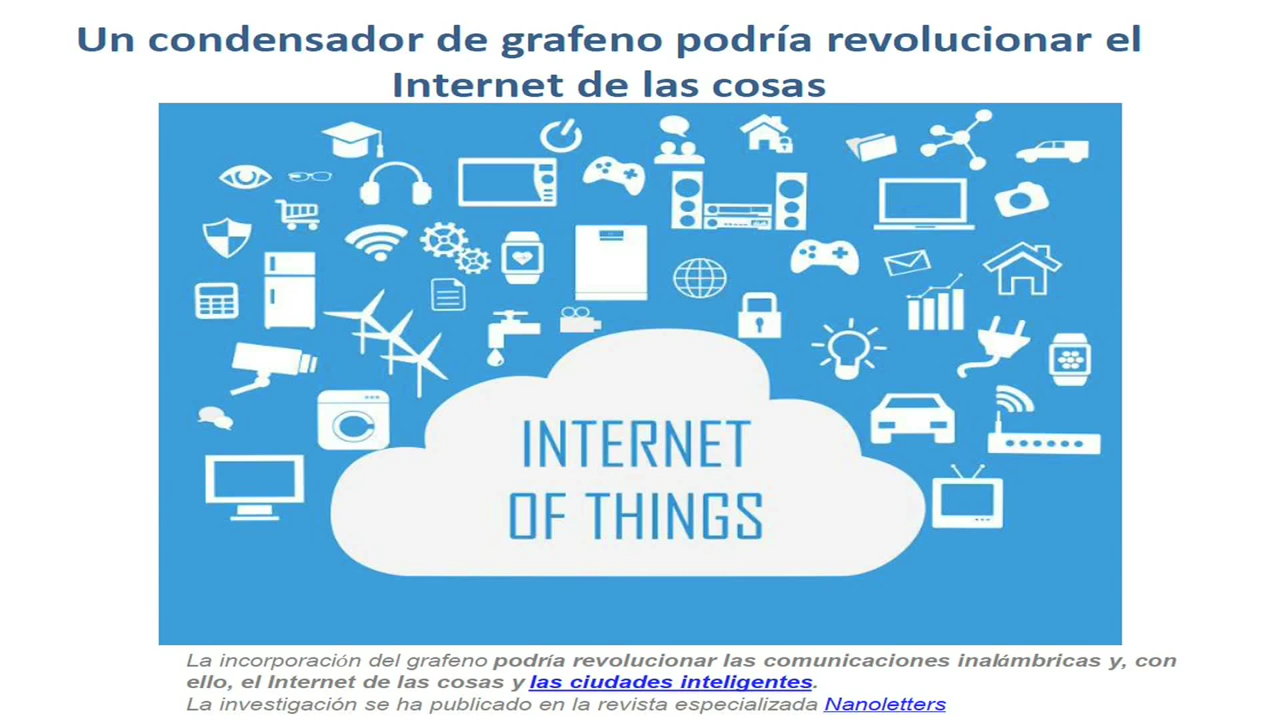 Un condensador de grafeno podría revolucionar el
Internet de las cosas
INTERNET
OF THINGS
La incorporación del grafeno podría revolucionar las comunicaciones inalámbricas y, con
ello, el Internet de las cosas y las ciudades inteligentes.
La investigación se ha publicado en la revista especializada Nanoletters